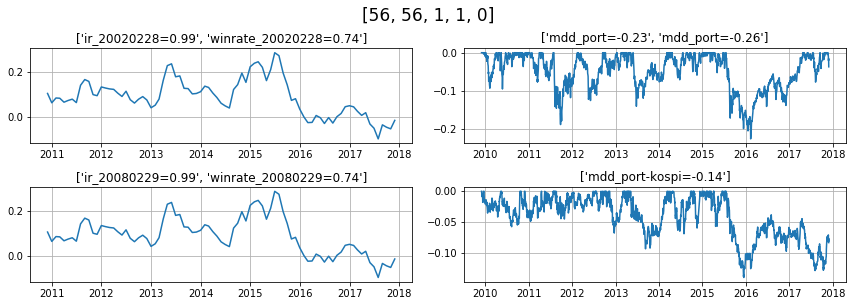 [56, 56, 1, 1, 0]
['ir_20020228=0.99', 'winrate_20020228=0.74']
0.2
0.0
2011 2012 2013 2014 2015 2016 2017 2018
['mdd_port=-0.23', 'mdd_port=-0.26']
0.0
−0.1
−0.2
2010 2011 2012 2013 2014 2015 2016 2017 2018
['ir_20080229=0.99', 'winrate_20080229=0.74']
0.2
0.0
2011 2012 2013 2014 2015 2016 2017 2018
['mdd_port-kospi=-0.14']
0.00
−0.05
−0.10
2010 2011 2012 2013 2014 2015 2016 2017 2018